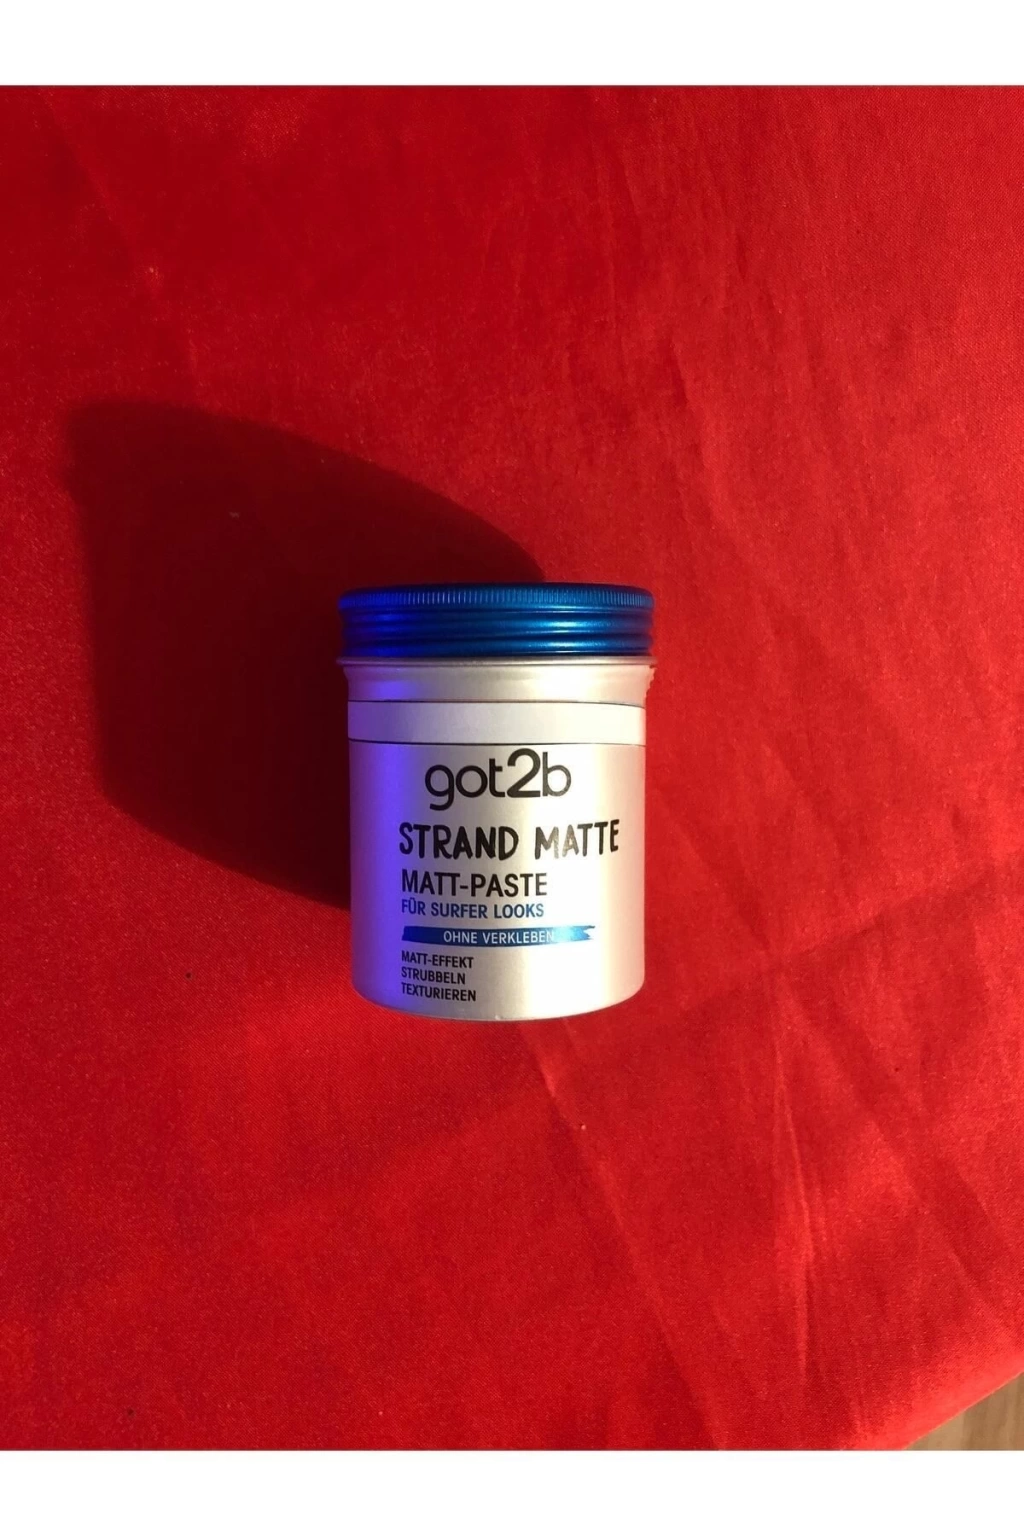 got2b
STRAND MATTE
MATT-PASTE
FÜR SURFER LOOKS
OHNE VERKLEBEN
MATT-EFFEKT
STRUBBELN
TEXTURIEREN